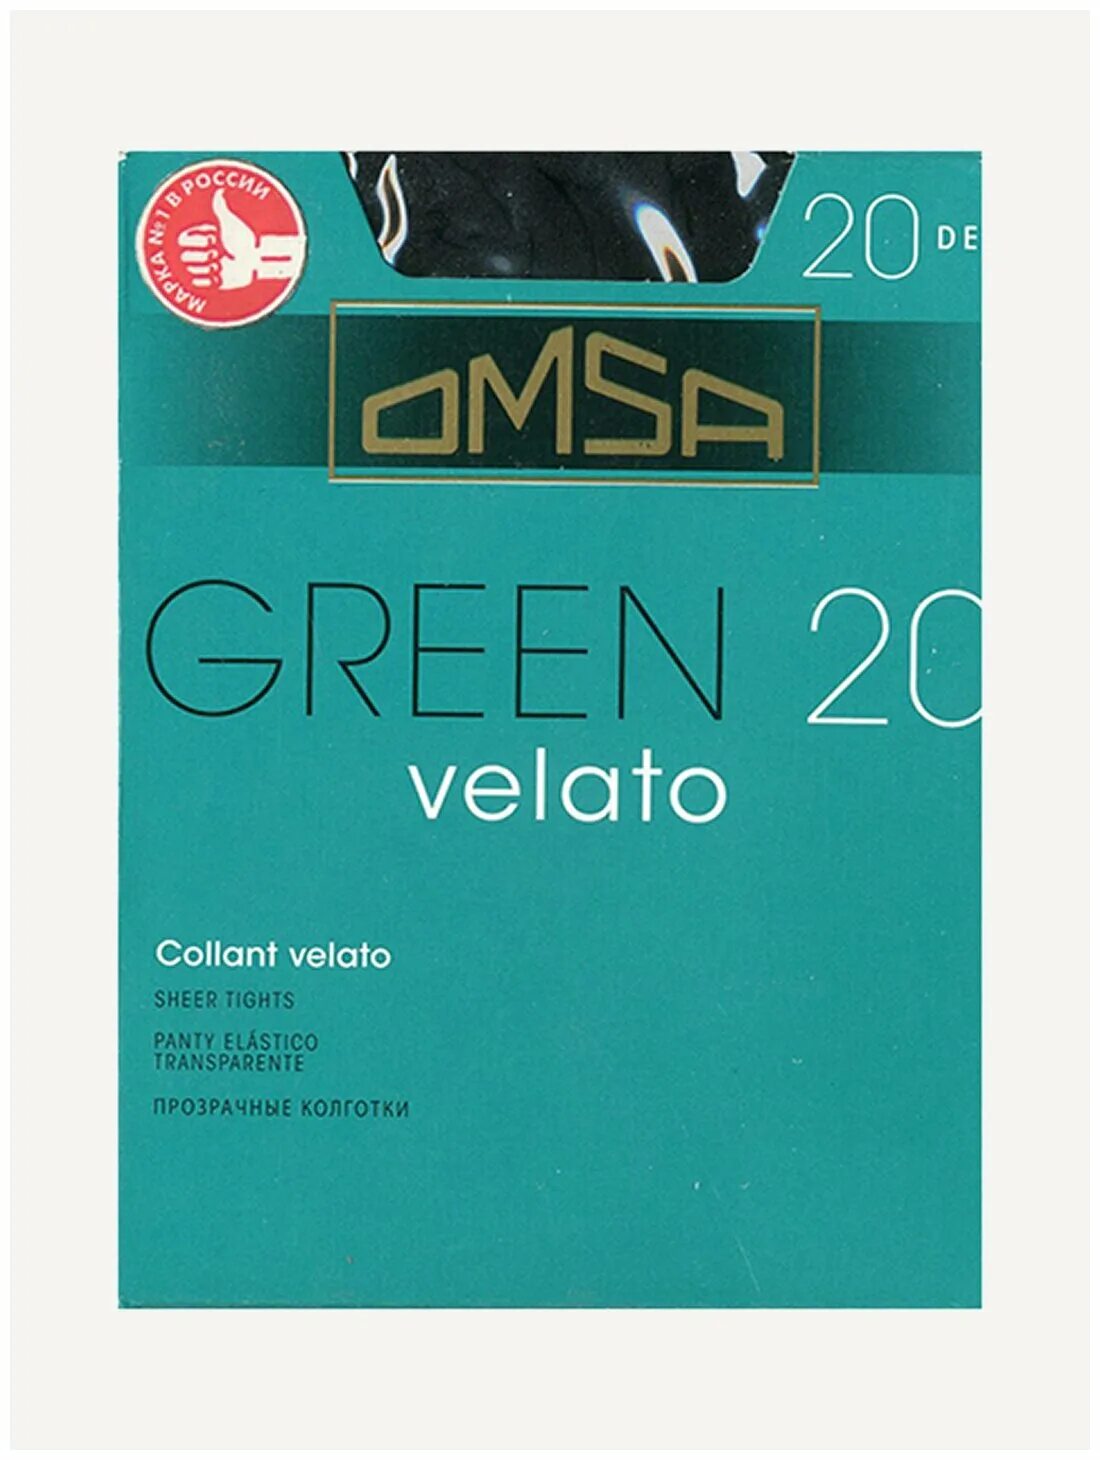 МАРКА №1 В РОССИИ
20 DE
OMSA
GREEN 20
velato
Collant velato
SHEER TIGHTS
PANTY ELÁSTICO
TRANSPARENTE
ПРОЗРАЧНЫЕ КОЛГОТКИ